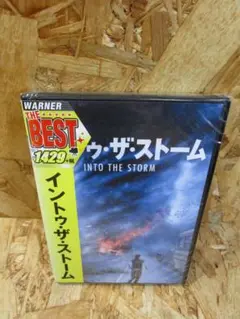 WARNER
THE
BEST
1429
ゥ・ザ・ストーム
INTO THE STORM
イントゥ・ザ・ストーム